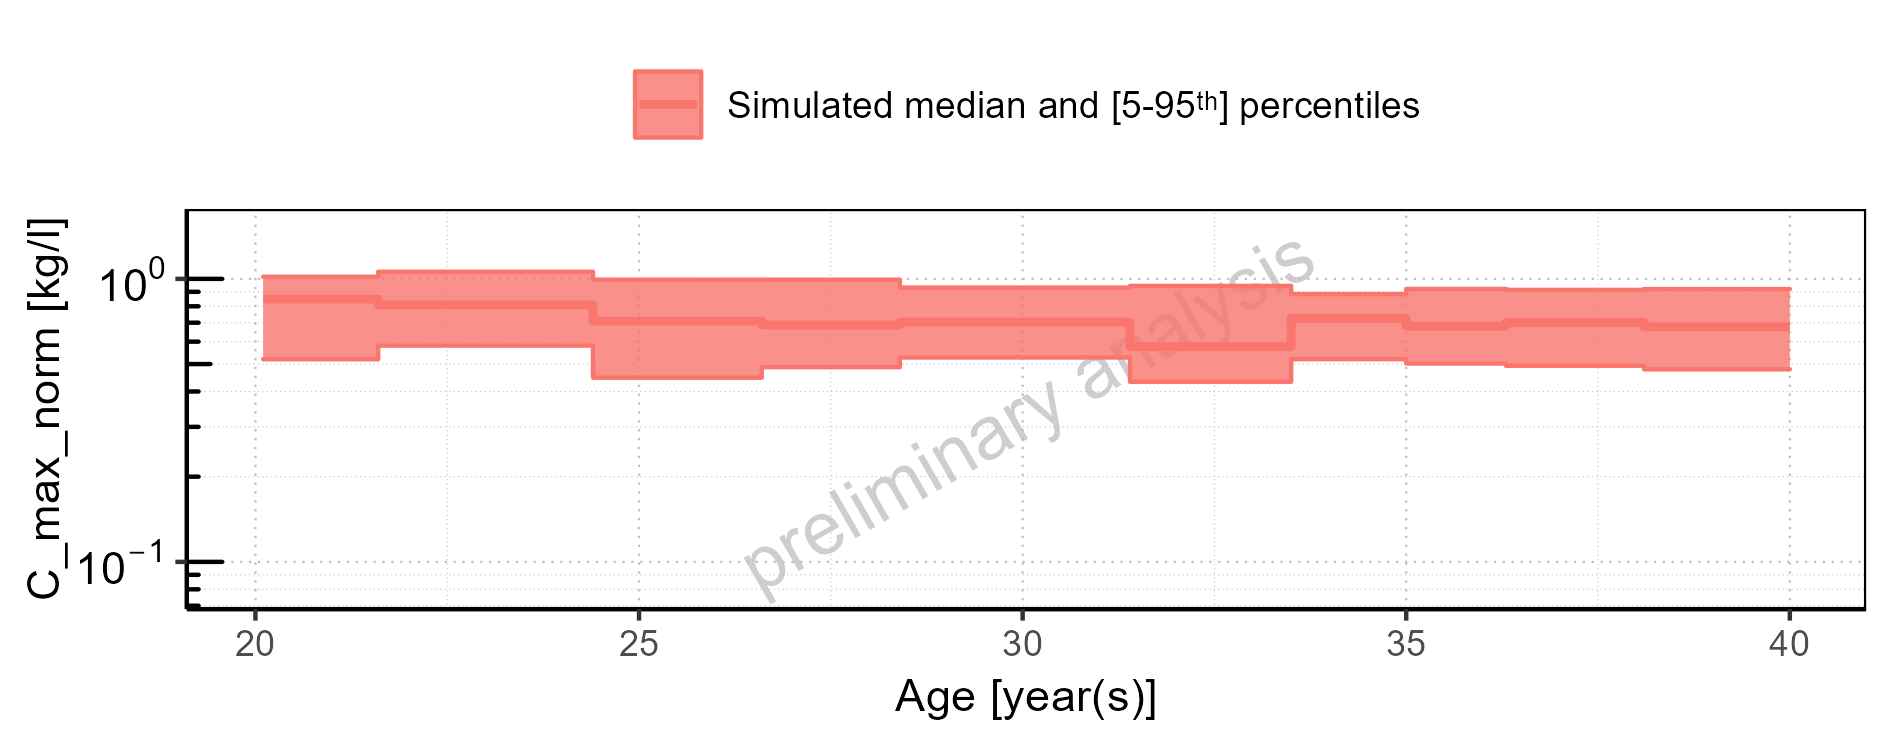 Simulated median and [5-95th] percentiles
C_max_norm [kg/l]
10^0
10^−1
preliminary analysis
20 25 30 35 40
Age [year(s)]